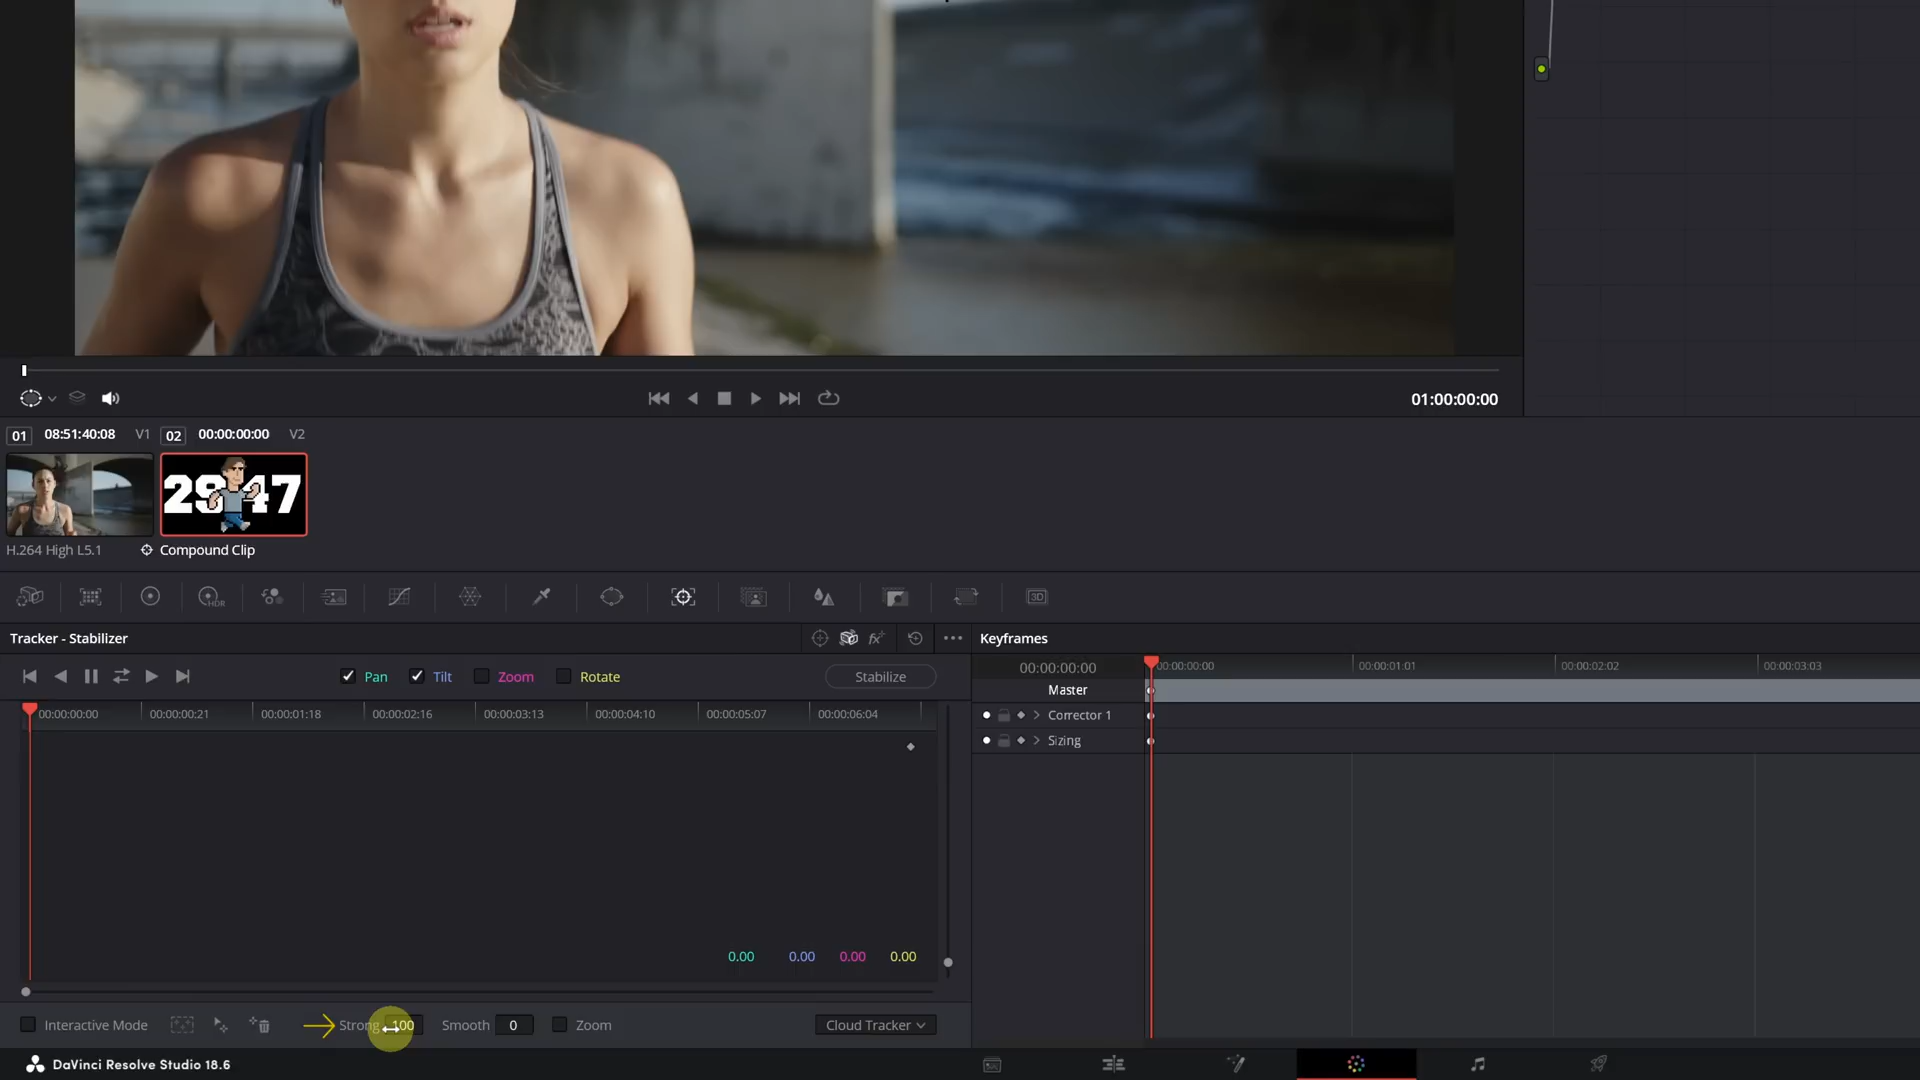 01:00:00:00
01 08:51:40:08 V1 02 00:00:00:00 V2
2947
H.264 High L5.1 Compound Clip
HDR
3D
Tracker - Stabilizer
Pan Tilt Zoom Rotate Stabilize
00:00:00:00 00:00:00:21 00:00:01:18 00:00:02:16 00:00:03:13 00:00:04:10 00:00:05:07 00:00:06:04
0.00 0.00 0.00 0.00
Interactive Mode Strong 100 Smooth 0 Zoom Cloud Tracker
Keyframes
00:00:00:00 00:00:00:00 00:00:01:01 00:00:02:02 00:00:03:03
Master
Corrector 1
Sizing
DaVinci Resolve Studio 18.6